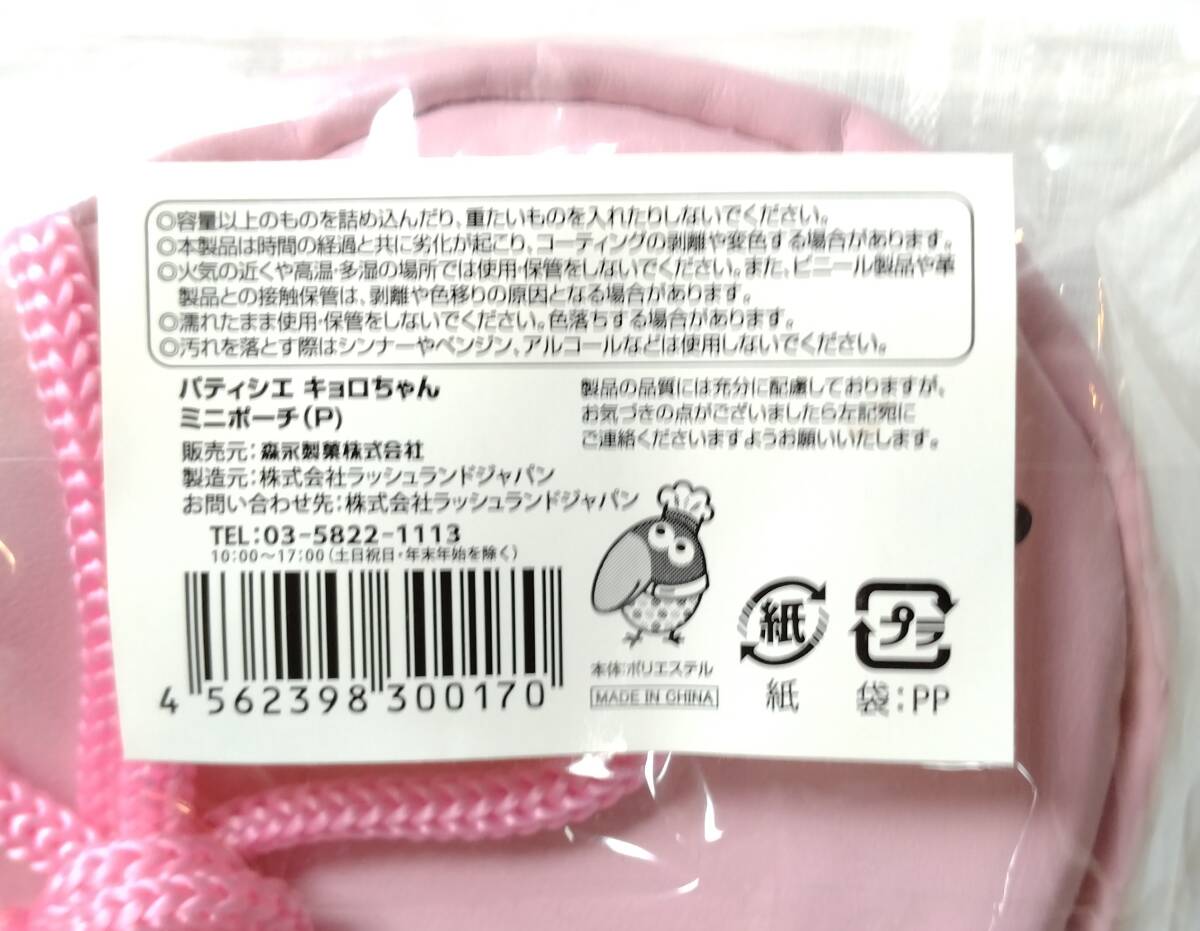 ◎容量以上のものを詰め込んだり、重たいものを入れたりしないでください。
◎本製品は時間の経過と共に劣化が起こり、コーティングの剥離や変色する場合があります。
◎火気の近くや高温・多湿の場所では使用・保管をしないでください。また、ビニール製品や革
製品との接触保管は、剥離や色移りの原因となる場合があります。
◎濡れたまま使用・保管をしないでください。色落ちする場合があります。
◎汚れを落とす際はシンナーやベンジン、アルコールなどは使用しないでください。
パティシエ キョロちゃん
ミニポーチ(P)
販売元:森永製菓株式会社
製造元:株式会社ラッシュランドジャパン
お問い合わせ先:株式会社ラッシュランドジャパン
TEL:03-5822-1113
10:00～17:00(土日祝日・年末年始を除く)
製品の品質には充分に配慮しておりますが、
お気づきの点がございましたら左記宛に
ご連絡くださいますようお願いいたします。
4 562398 300170
本体:ポリエステル
MADE IN CHINA
紙
紙
プラ
袋:PP